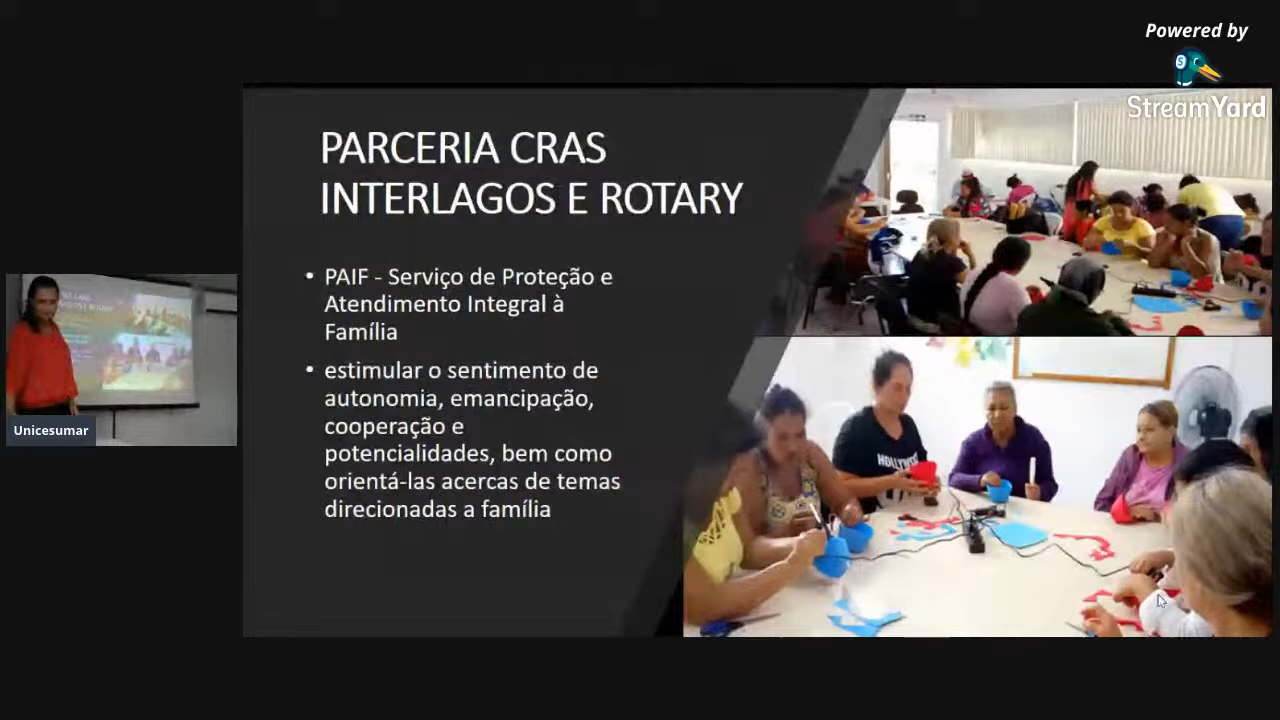 Powered by
StreamYard
PARCERIA CRAS
INTERLAGOS E ROTARY
• PAIF - Serviço de Proteção e
Atendimento Integral à
Família
• estimular o sentimento de
autonomia, emancipação,
cooperação e
potencialidades, bem como
orientá-las acercas de temas
direcionadas a família
Unicesumar